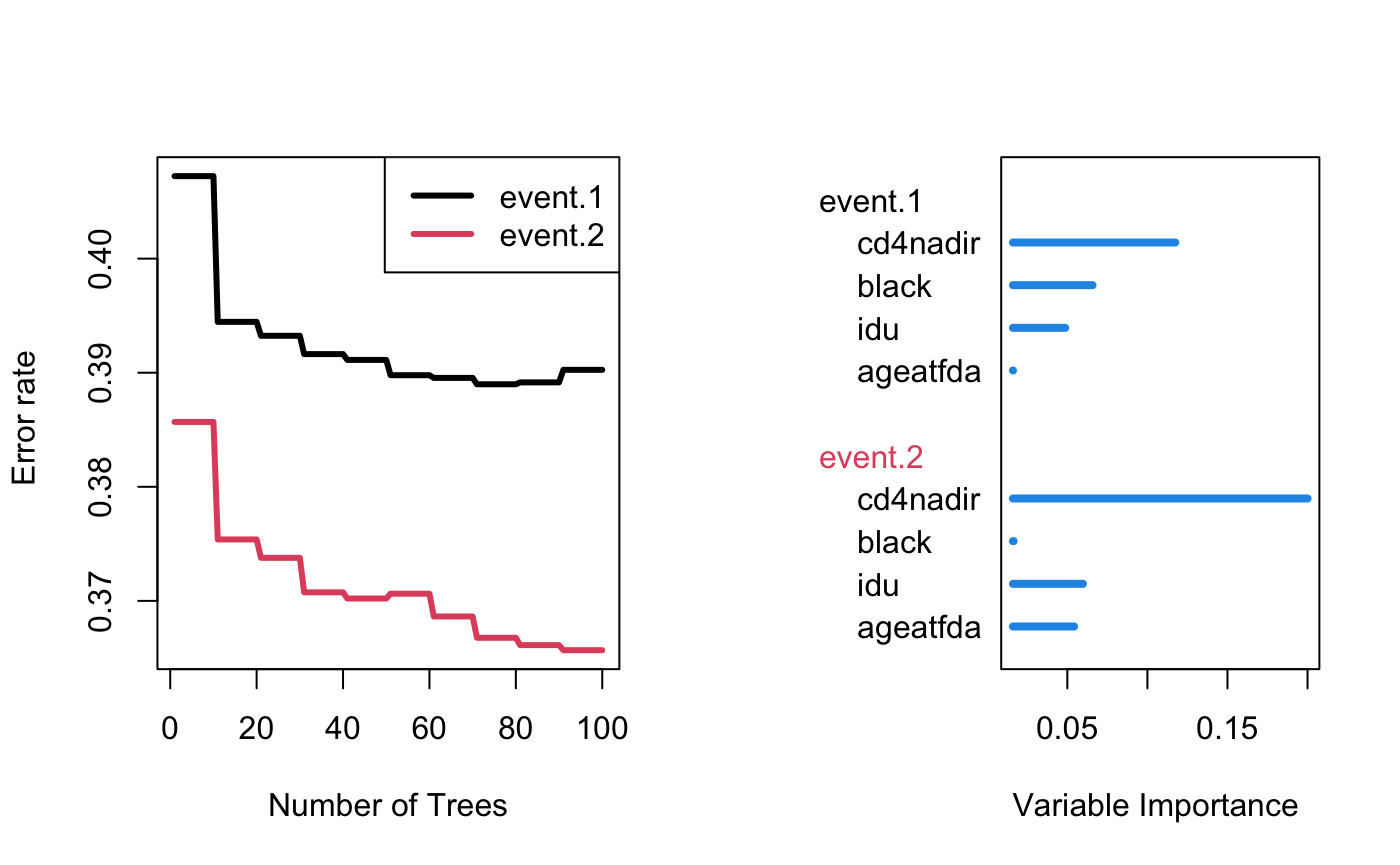 event.1
event.2
0.40
0.39
0.38
0.37
Error rate
0 20 40 60 80 100
Number of Trees
event.1
cd4nadir
black
idu
ageatfda
event.2
cd4nadir
black
idu
ageatfda
0.05 0.15
Variable Importance